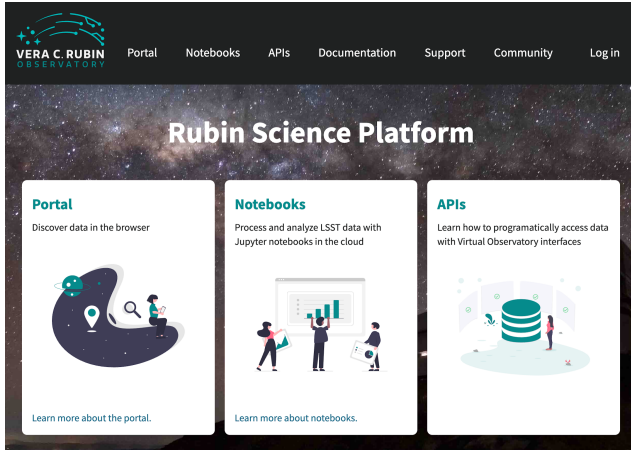 VERA C. RUBIN
OBSERVATORY
Portal
Notebooks
APIs
Documentation
Support
Community
Log in
Rubin Science Platform
Portal
Discover data in the browser
Learn more about the portal.
Notebooks
Process and analyze LSST data with
Jupyter notebooks in the cloud
Learn more about notebooks.
APIs
Learn how to programatically access data
with Virtual Observatory interfaces